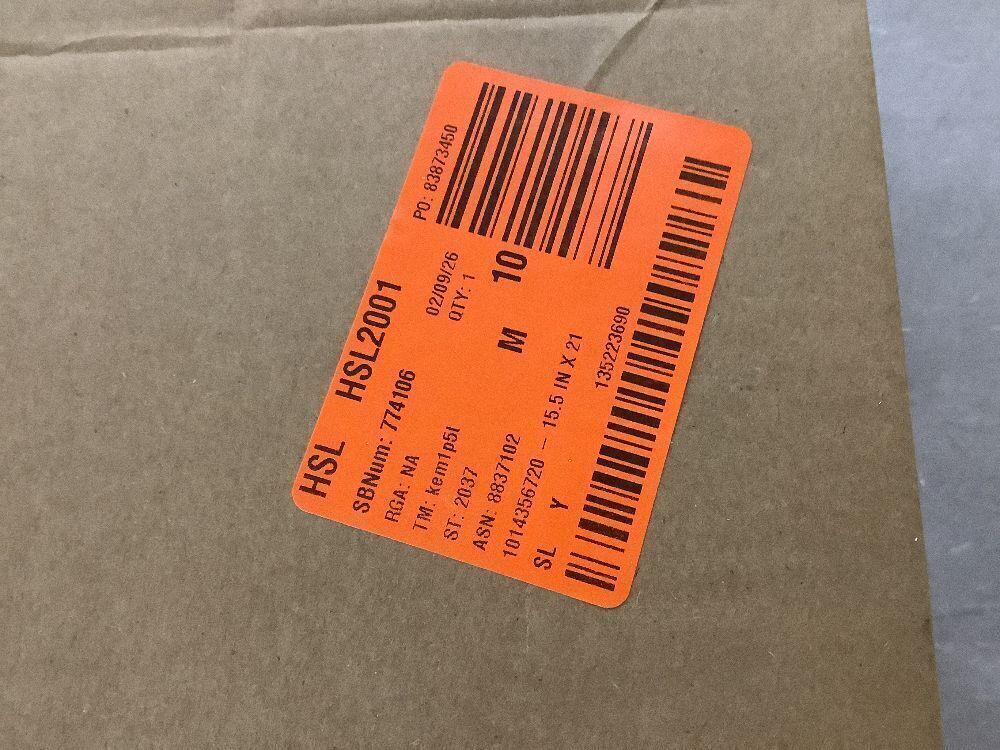 HSL HSL2001 PO: 83873450
SBNum: 774106 02/09/26
RGA: NA QTY: 1
TM: kem1p5l
ST: 2037 M 10
ASN: 8837102
1014356720 – 15.5 IN X 21
SL Y 135223690